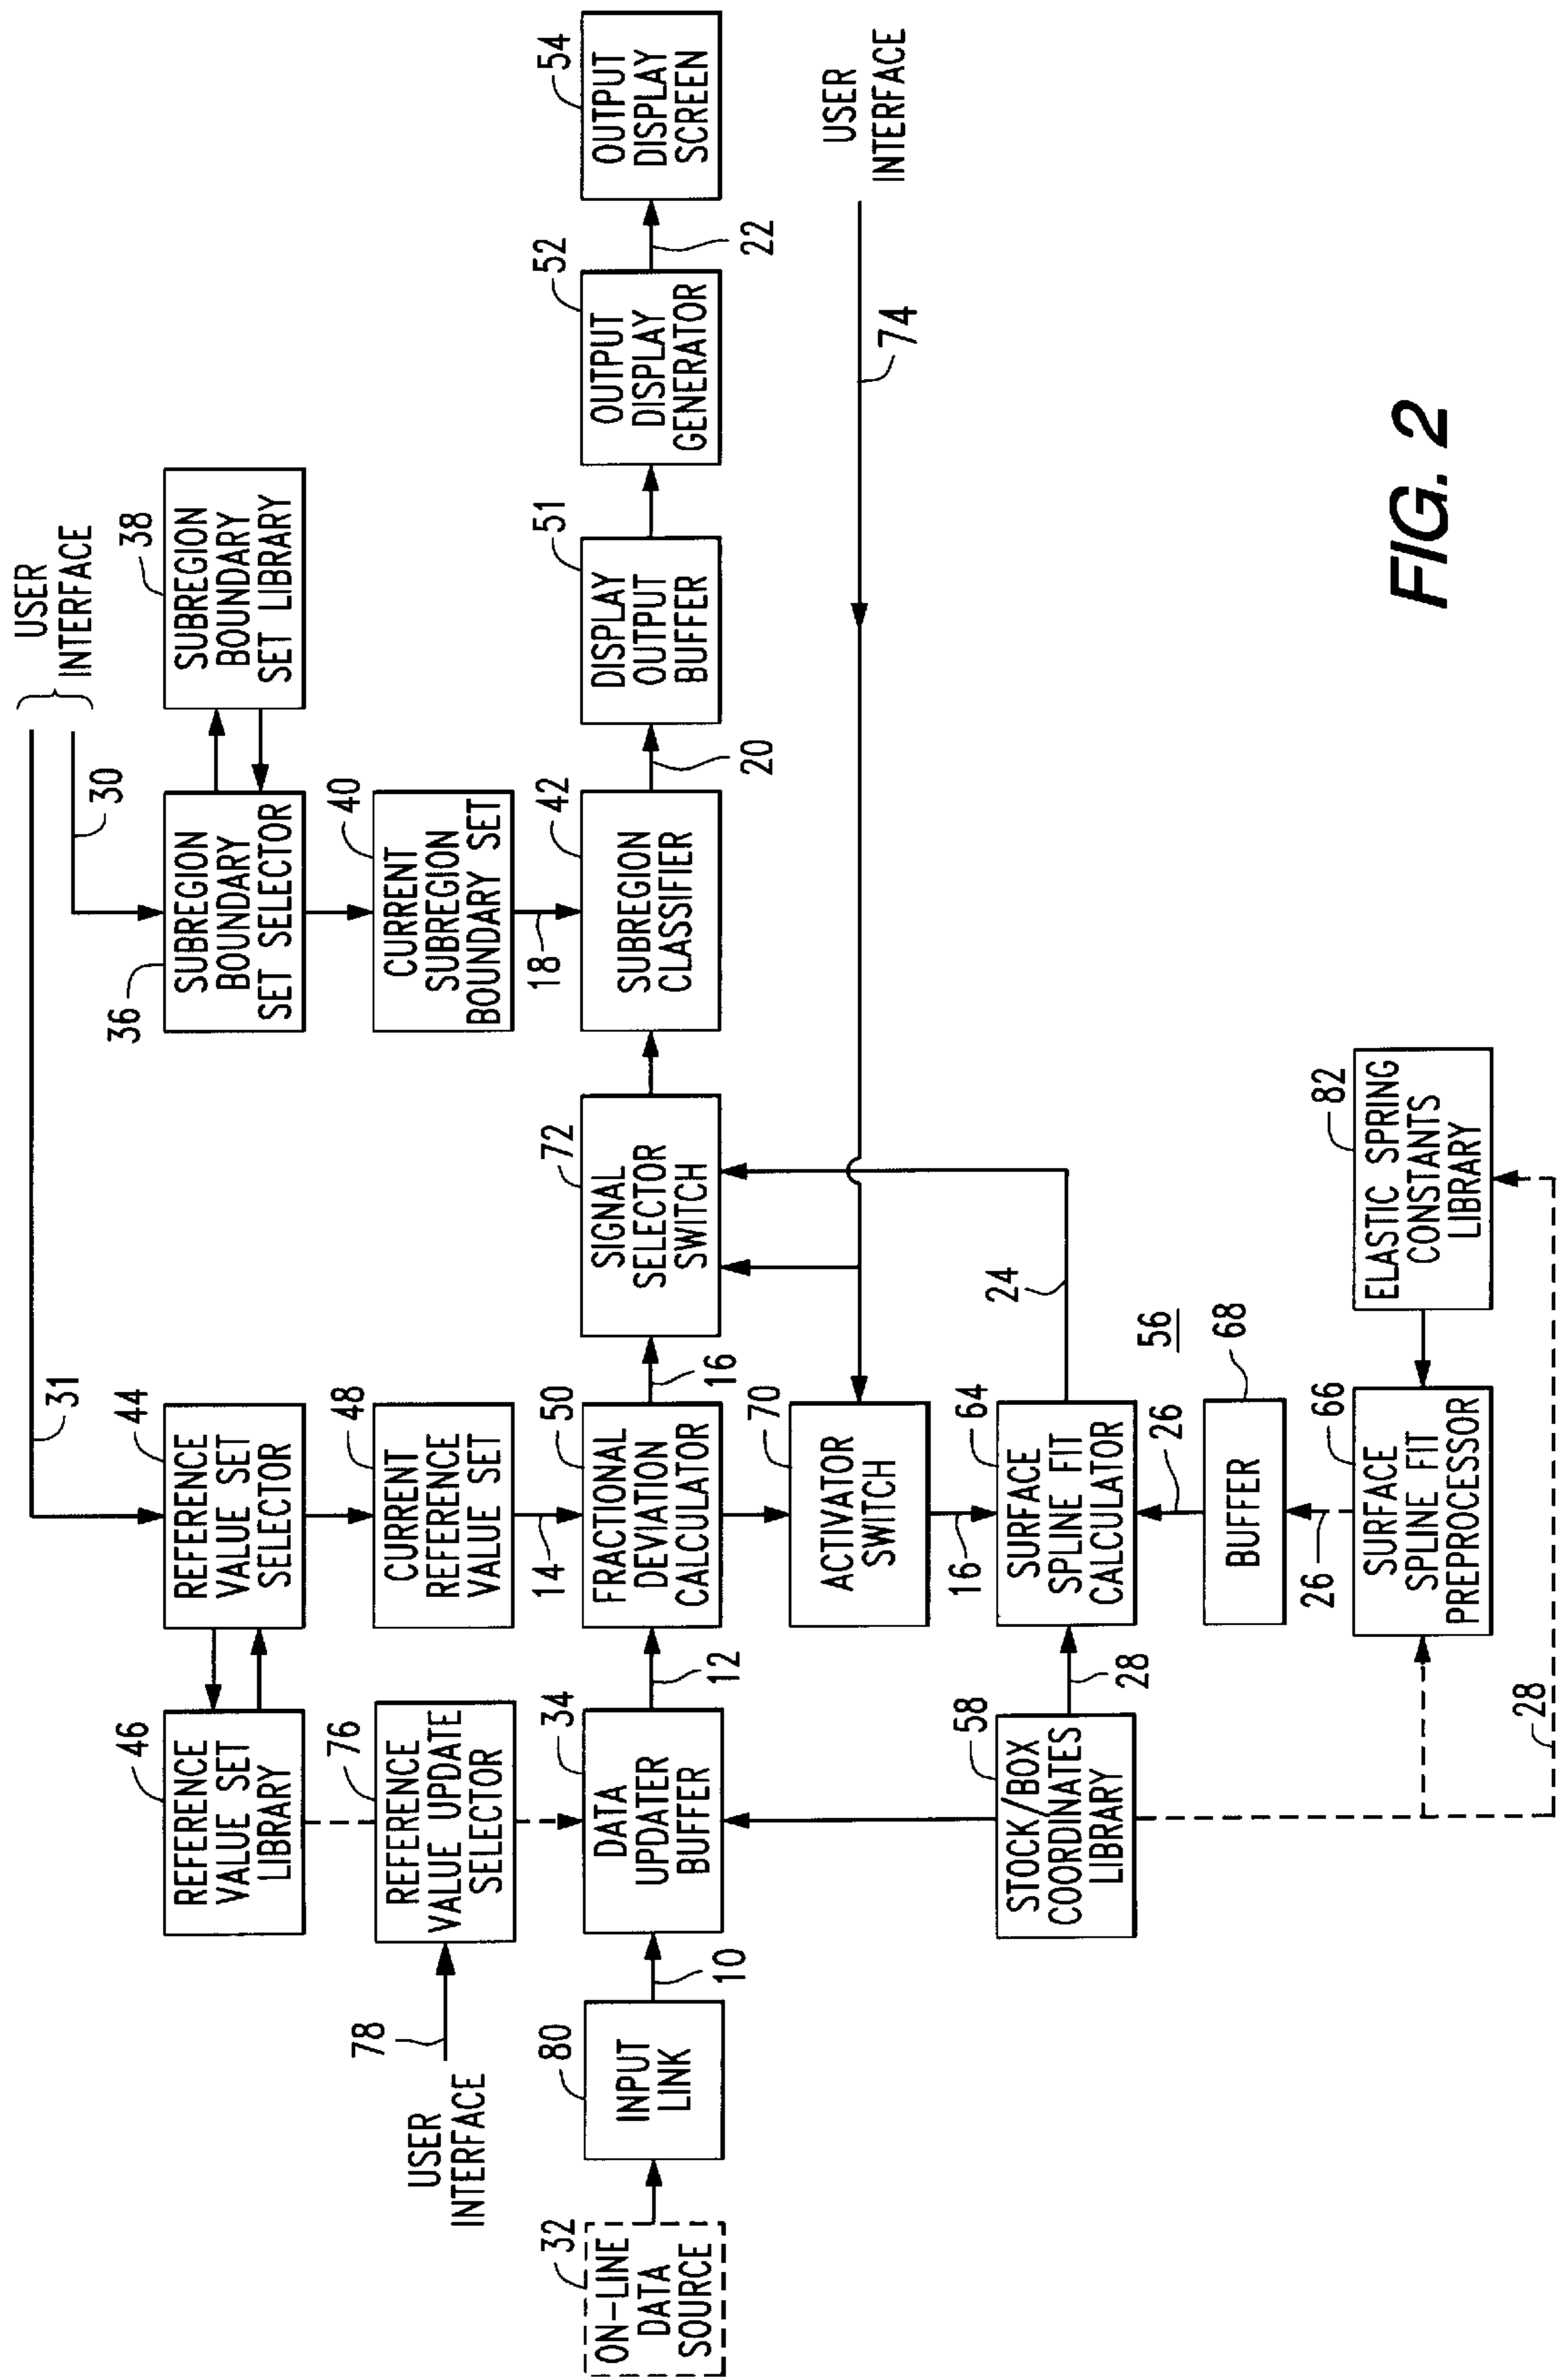 USER
INTERFACE
31
30
44
REFERENCE
VALUE SET
SELECTOR
46
REFERENCE
VALUE SET
LIBRARY
36
SUBREGION
BOUNDARY
SET SELECTOR
38
SUBREGION
BOUNDARY
SET LIBRARY
78
USER
INTERFACE
76
REFERENCE
VALUE UPDATE
SELECTOR
48
CURRENT
REFERENCE
VALUE SET
40
CURRENT
SUBREGION
BOUNDARY SET
14
18
32
ON-LINE
DATA
SOURCE
80
INPUT
LINK
10
34
DATA
UPDATER
BUFFER
12
50
FRACTIONAL
DEVIATION
CALCULATOR
16
72
SIGNAL
SELECTOR
SWITCH
42
SUBREGION
CLASSIFIER
20
51
DISPLAY
OUTPUT
BUFFER
52
OUTPUT
DISPLAY
GENERATOR
22
54
OUTPUT
DISPLAY
SCREEN
70
ACTIVATOR
SWITCH
74
USER
INTERFACE
16
58
STOCK/BOX
COORDINATES
LIBRARY
28
64
SURFACE
SPLINE FIT
CALCULATOR
24
26
56
68
BUFFER
26
66
SURFACE
SPLINE FIT
PREPROCESSOR
82
ELASTIC SPRING
CONSTANTS
LIBRARY
28
FIG. 2